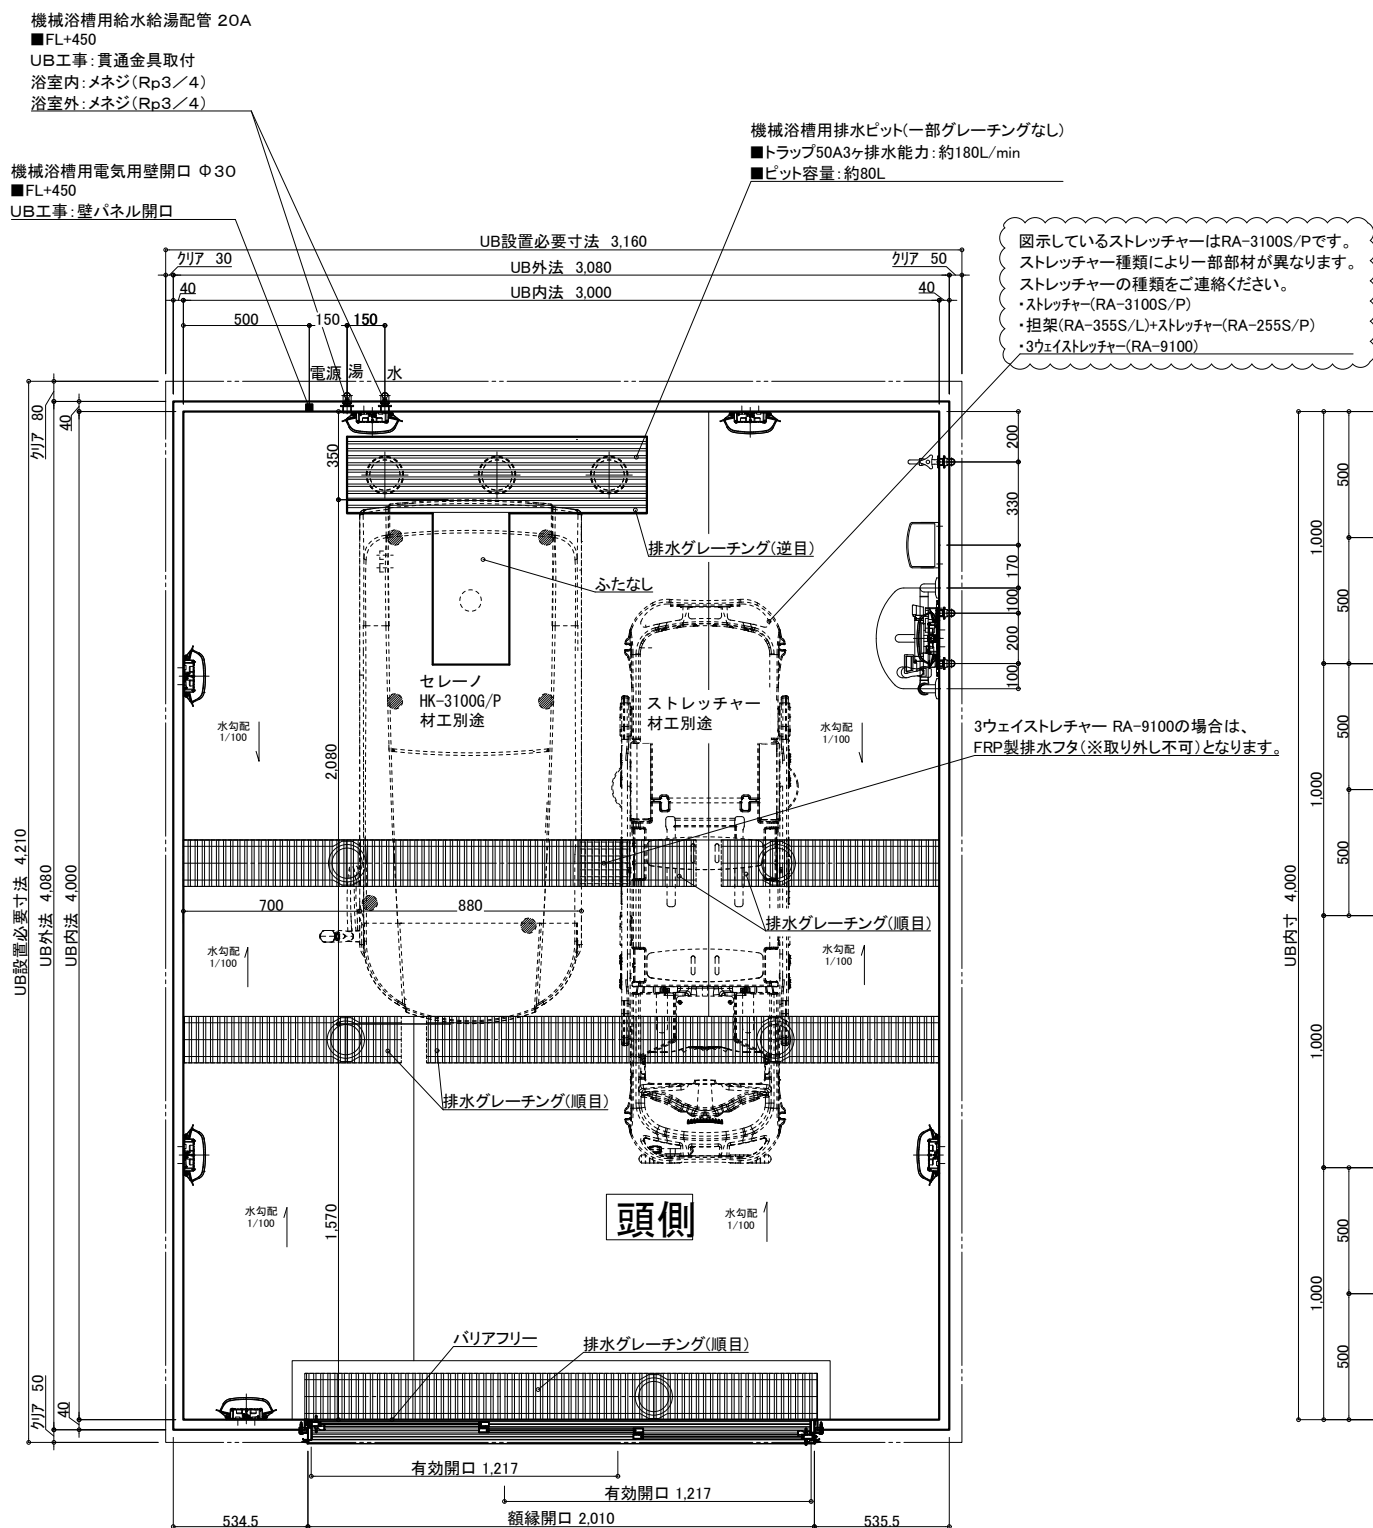 機械浴槽用給水給湯配管 20A
■FL+450
UB工事:貫通金具取付
浴室内:メネジ(Rp3/4)
浴室外:メネジ(Rp3/4)
機械浴槽用電気用壁開口 Φ30
■FL+450
UB工事:壁パネル開口
機械浴槽用排水ピット(一部グレーチングなし)
■トラップ50A3ヶ排水能力:約180L/min
■ピット容量:約80L
図示しているストレッチャーはRA-3100S/Pです。
ストレッチャー種類により一部部材が異なります。
ストレッチャーの種類をご連絡ください。
・ストレッチャー(RA-3100S/P)
・担架(RA-355S/L)+ストレッチャー(RA-255S/P)
・3ウェイストレッチャー(RA-9100)
UB設置必要寸法 3,160
クリア 30
UB外法 3,080
クリア 50
40
UB内法 3,000
40
500
150
150
電源
湯
水
クリア 80
40
350
200
330
170
100
200
100
500
1,000
500
排水グレーチング(逆目)
ふたなし
セレーノ
HK-3100G/P
材工別途
ストレッチャー
材工別途
水勾配
1/100
水勾配
1/100
3ウェイストレチャー RA-9100の場合は、
FRP製排水フタ(※取り外し不可)となります。
2,080
500
1,000
500
UB設置必要寸法 4,210
UB外法 4,080
UB内法 4,000
UB内寸 4,000
700
880
排水グレーチング(順目)
水勾配
1/100
水勾配
1/100
1,000
排水グレーチング(順目)
水勾配
1/100
頭側
水勾配
1/100
1,570
500
1,000
500
バリアフリー
排水グレーチング(順目)
クリア 50
40
有効開口 1,217
有効開口 1,217
534.5
額縁開口 2,010
535.5